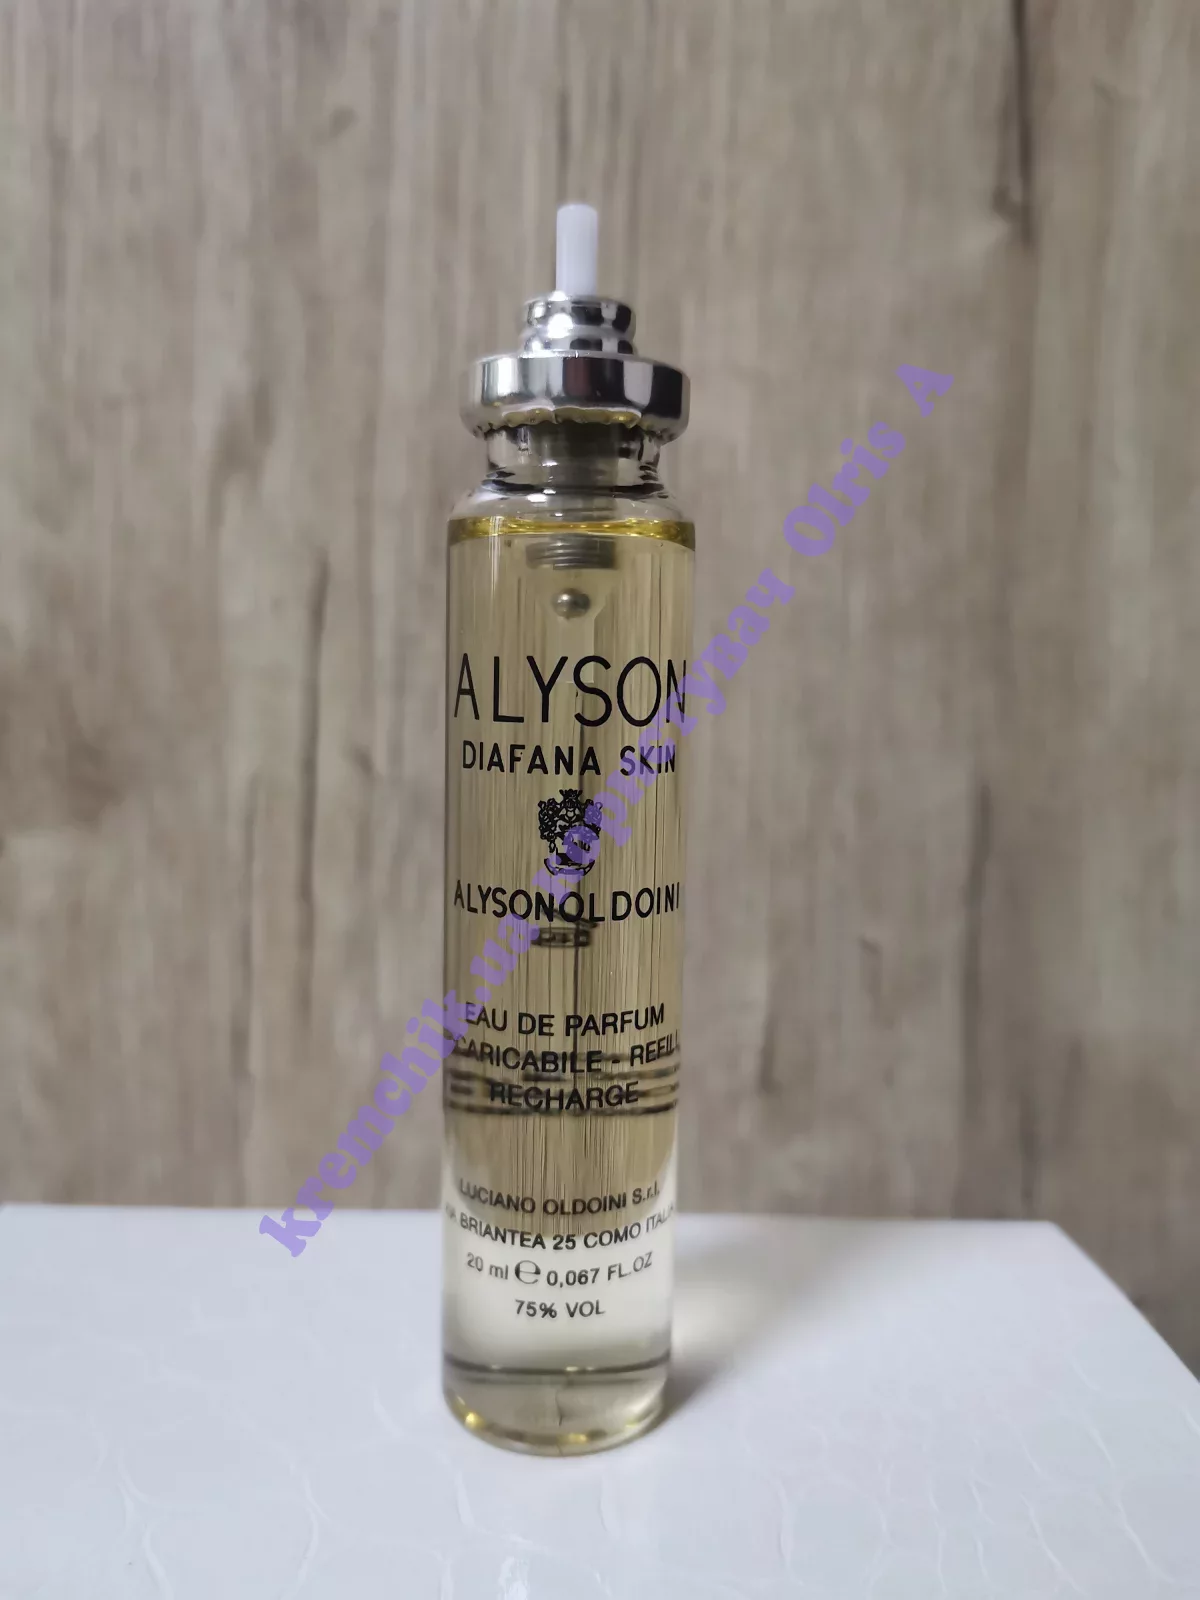 ALYSON
DIAFANA SKIN
ALYSONOLDOINI
EAU DE PARFUM
CARICABILE - REFILL
RECHARGE
LUCIANO OLDOINI S.r.l.
BRIANTEA 25 COMO ITALIA
20 ml ℮ 0,067 FL.OZ
75% VOL
kremchik.ua користувач Olris A